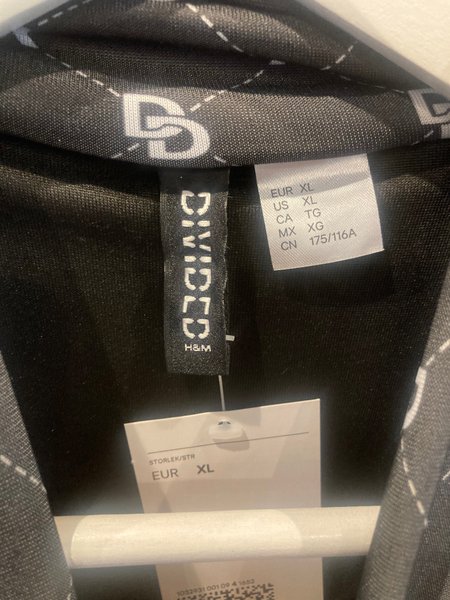 DD
DIVIDED
H&M
EUR XL
US XL
CA TG
MX XG
CN 175/116A
STORLEK/STR
EUR XL